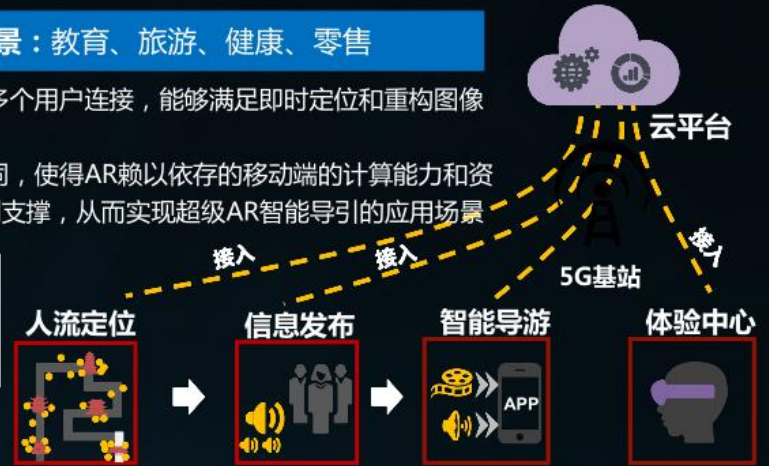 景：教育、旅游、健康、零售
多个用户连接，能够满足即时定位和重构图像
同，使得AR赖以依存的移动端的计算能力和资
支撑，从而实现超级AR智能导引的应用场景
云平台
接入
接入
接入
5G基站
人流定位
信息发布
智能导游
体验中心
APP